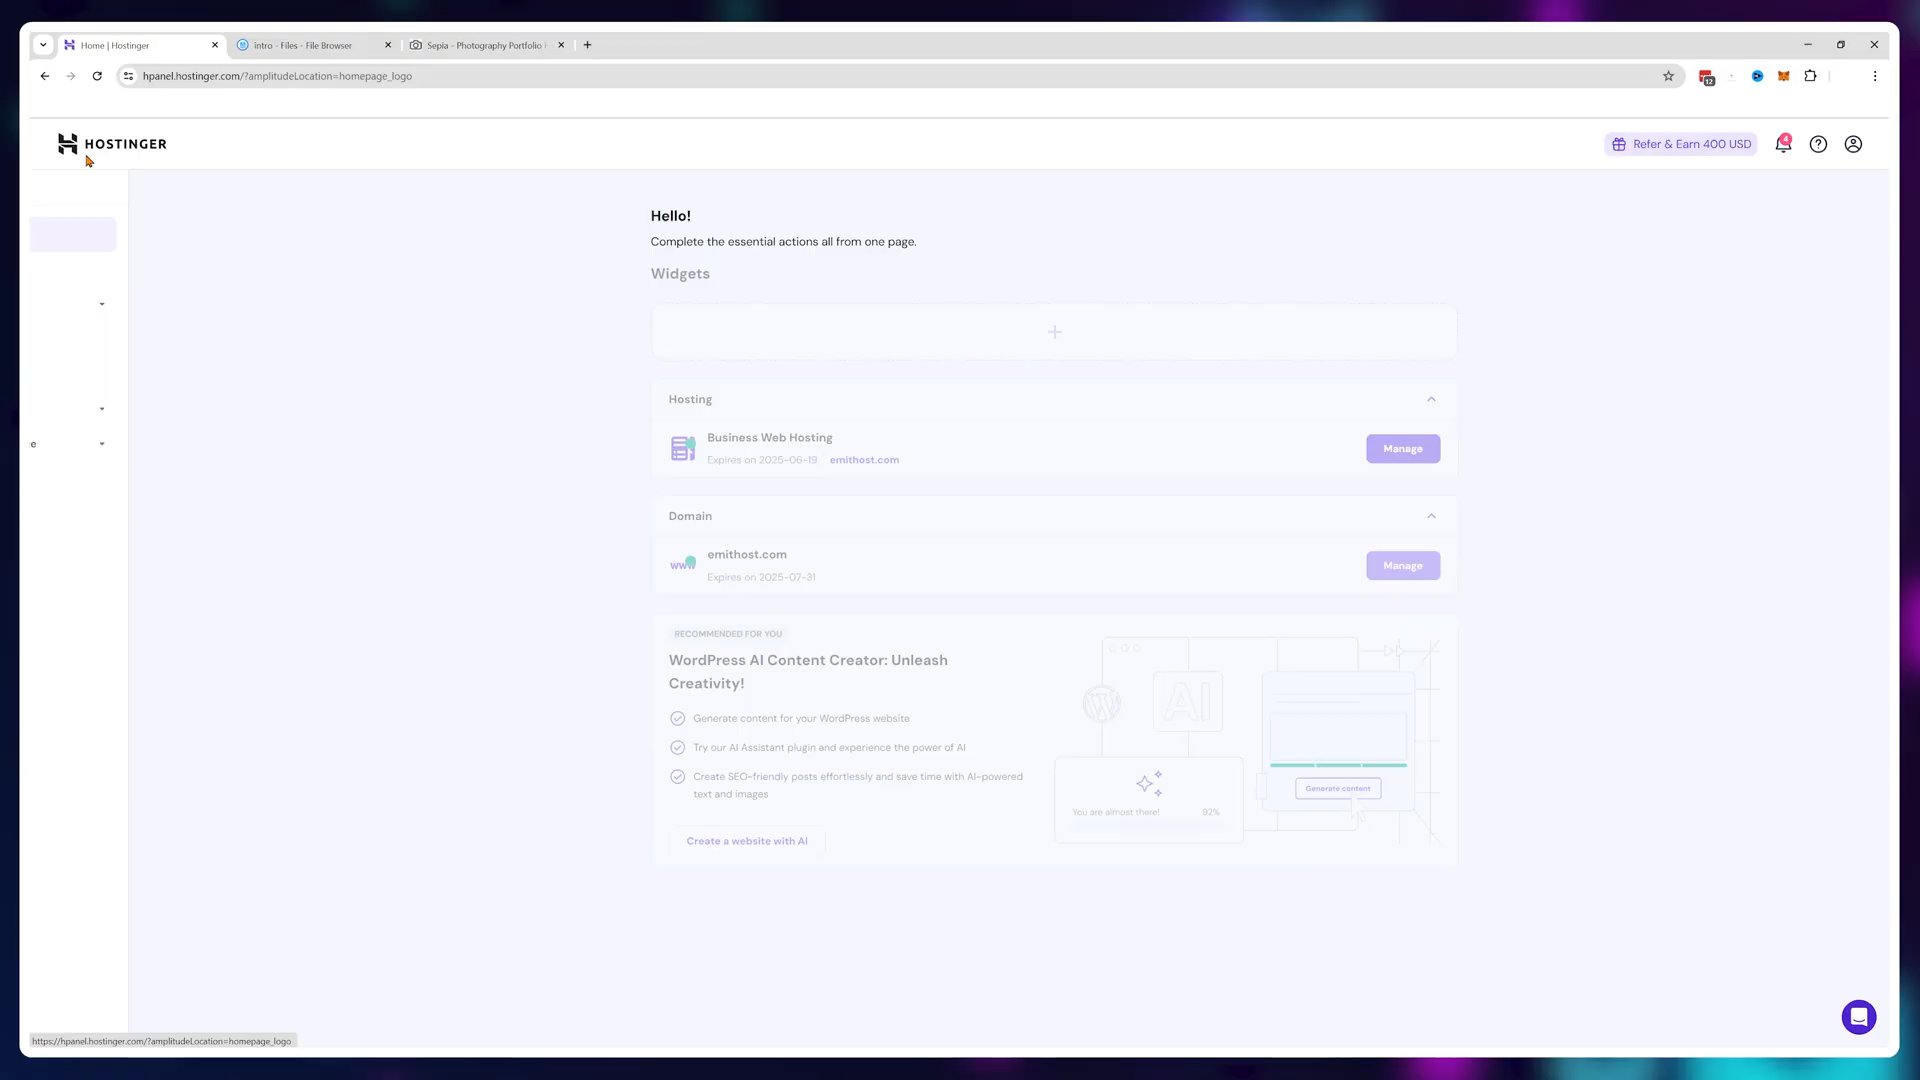 Home | Hostinger
intro - Files - File Browser
Sepia - Photography Portfolio
hpanel.hostinger.com/?amplitudeLocation=homepage_logo
12
HOSTINGER
Refer & Earn 400 USD
4
Hello!
Complete the essential actions all from one page.
Widgets
Hosting
Business Web Hosting
Expires on 2025-06-19 emithost.com
Manage
e
Domain
www
emithost.com
Expires on 2025-07-31
Manage
RECOMMENDED FOR YOU
WordPress AI Content Creator: Unleash
Creativity!
Generate content for your WordPress website
Try our AI Assistant plugin and experience the power of AI
Create SEO-friendly posts effortlessly and save time with AI-powered
text and images
Create a website with AI
AI
You are almost there! 92%
Generate content
https://hpanel.hostinger.com/?amplitudeLocation=homepage_logo